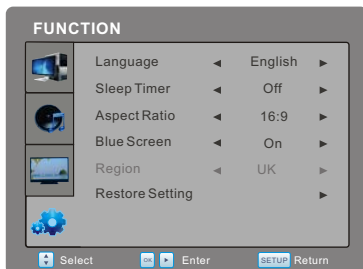 FUNCTION
Language ◄ English ►
Sleep Timer ◄ Off ►
Aspect Ratio ◄ 16:9 ►
Blue Screen ◄ On ►
Region ◄ UK ►
Restore Setting ►
Select OK Enter SETUP Return